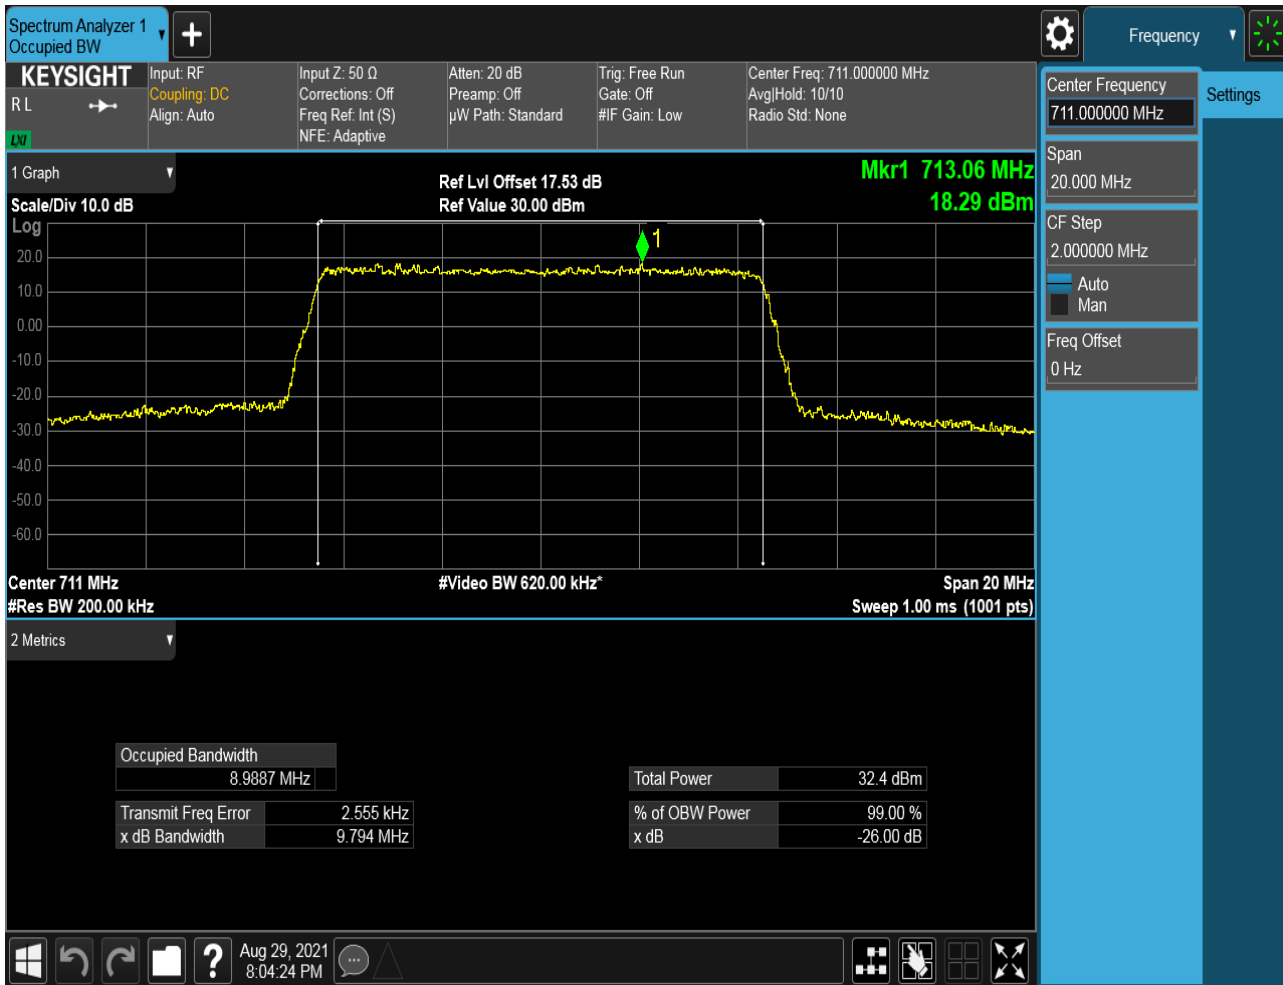 Spectrum Analyzer 1
Occupied BW
Frequency
KEYSIGHT
R L
LXI
Input: RF
Coupling: DC
Align: Auto
Input Z: 50 Ω
Corrections: Off
Freq Ref: Int (S)
NFE: Adaptive
Atten: 20 dB
Preamp: Off
µW Path: Standard
Trig: Free Run
Gate: Off
#IF Gain: Low
Center Freq: 711.000000 MHz
Avg|Hold: 10/10
Radio Std: None
Center Frequency
711.000000 MHz
Settings
Span
20.000 MHz
CF Step
2.000000 MHz
Auto
Man
Freq Offset
0 Hz
1 Graph
Scale/Div 10.0 dB
Ref Lvl Offset 17.53 dB
Ref Value 30.00 dBm
Mkr1 713.06 MHz
18.29 dBm
Log
1
20.0
10.0
0.00
-10.0
-20.0
-30.0
-40.0
-50.0
-60.0
Center 711 MHz
#Res BW 200.00 kHz
#Video BW 620.00 kHz*
Span 20 MHz
Sweep 1.00 ms (1001 pts)
2 Metrics
Occupied Bandwidth
8.9887 MHz
Transmit Freq Error 2.555 kHz
x dB Bandwidth 9.794 MHz
Total Power 32.4 dBm
% of OBW Power 99.00 %
x dB -26.00 dB
?
Aug 29, 2021
8:04:24 PM